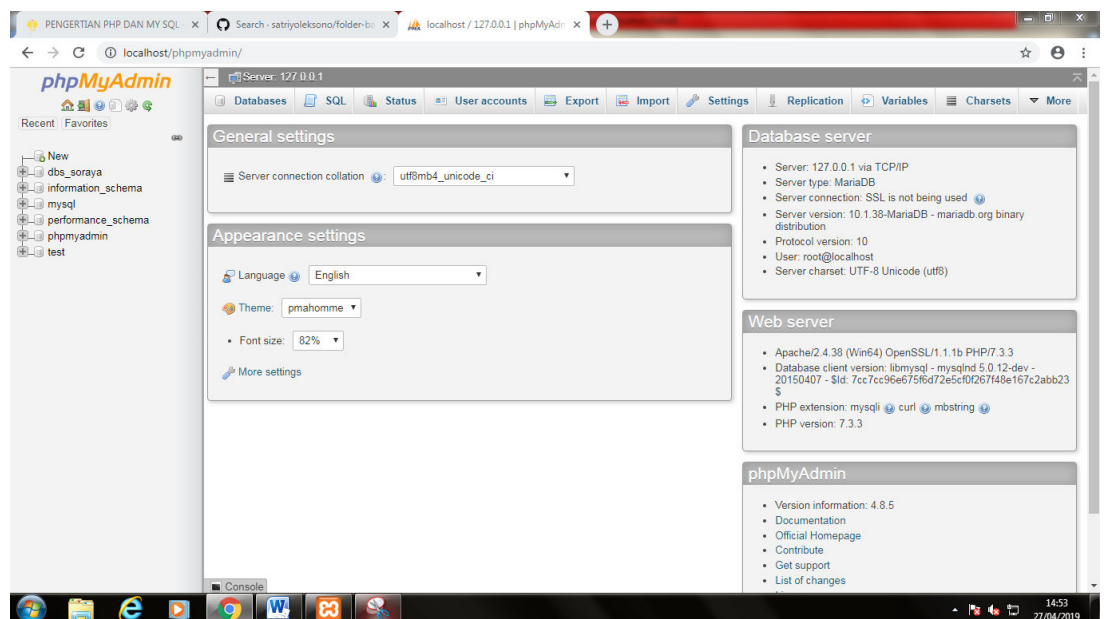 PENGERTIAN PHP DAN MY SQL
Search · satriyoleksono/folder-ba
localhost / 127.0.0.1 | phpMyAdm
localhost/phpmyadmin/
phpMyAdmin
Recent Favorites
New
dbs_soraya
information_schema
mysql
performance_schema
phpmyadmin
test
Server: 127.0.0.1
Databases SQL Status User accounts Export Import Settings Replication Variables Charsets More
General settings
Server connection collation : utf8mb4_unicode_ci
Appearance settings
Language English
Theme: pmahomme
Font size: 82%
More settings
Console
Database server
Server: 127.0.0.1 via TCP/IP
Server type: MariaDB
Server connection: SSL is not being used
Server version: 10.1.38-MariaDB - mariadb.org binary
distribution
Protocol version: 10
User: root@localhost
Server charset: UTF-8 Unicode (utf8)
Web server
Apache/2.4.38 (Win64) OpenSSL/1.1.1b PHP/7.3.3
Database client version: libmysql - mysqlnd 5.0.12-dev -
20150407 - $Id: 7cc7cc96e675f6d72e5cf0f267f48e167c2abb23
$
PHP extension: mysqli curl mbstring
PHP version: 7.3.3
phpMyAdmin
Version information: 4.8.5
Documentation
Official Homepage
Contribute
Get support
List of changes
14:53
27/04/2019